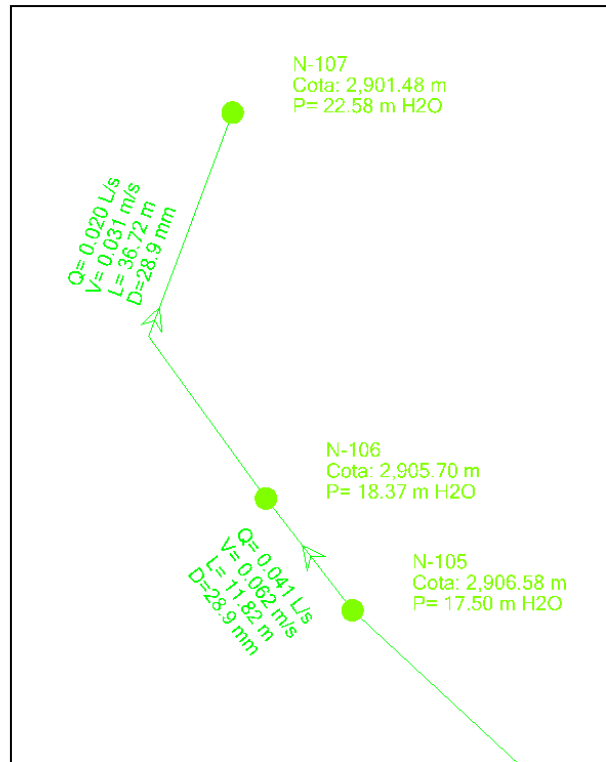 N-107
Cota: 2,901.48 m
P= 22.58 m H2O
Q= 0.020 L/s
V= 0.031 m/s
L= 36.72 m
D=28.9 mm
N-106
Cota: 2,905.70 m
P= 18.37 m H2O
Q= 0.041 L/s
V= 0.062 m/s
L= 11.82 m
D=28.9 mm
N-105
Cota: 2,906.58 m
P= 17.50 m H2O